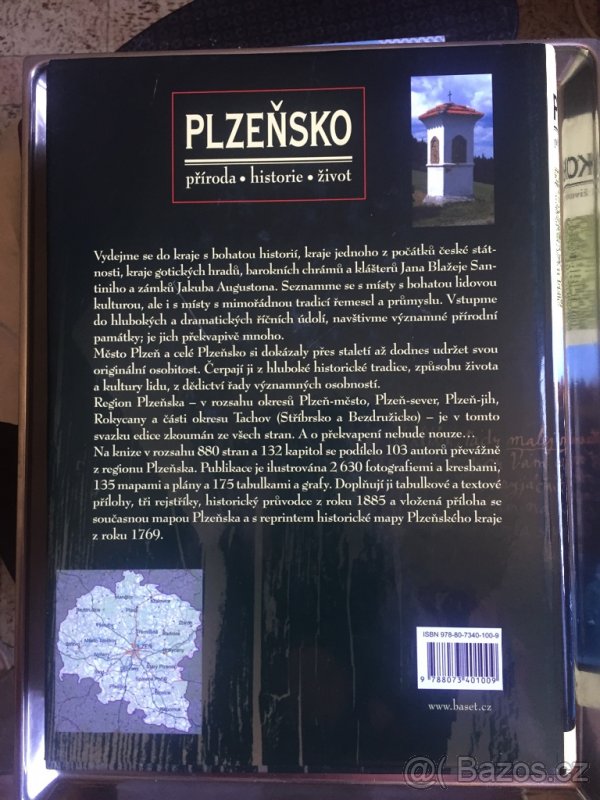 PLZEŇSKO
příroda • historie • život
Vydejme se do kraje s bohatou historií, kraje jednoho z počátků české stát-
nosti, kraje gotických hradů, barokních chrámů a klášterů Jana Blažeje San-
tiniho a zámků Jakuba Augustona. Seznamme se s místy s bohatou lidovou
kulturou, ale i s místy s mimořádnou tradicí řemesel a průmyslu. Vstupme
do hlubokých a dramatických říčních údolí, navštivme významné přírodní
památky; je jich překvapivě mnoho.
Město Plzeň a celé Plzeňsko si dokázaly přes staletí až dodnes udržet svou
originální osobitost. Čerpají ji z hluboké historické tradice, způsobu života
a kultury lidu, z dědictví řady významných osobností.
Region Plzeňska – v rozsahu okresů Plzeň-město, Plzeň-sever, Plzeň-jih,
Rokycany a části okresu Tachov (Stříbrsko a Bezdružicko) – je v tomto
svazku edice zkoumán ze všech stran. A o překvapení nebude nouze…
Na knize v rozsahu 880 stran a 132 kapitol se podílelo 103 autorů převážně
z regionu Plzeňska. Publikace je ilustrována 2 630 fotografiemi a kresbami,
135 mapami a plány a 175 tabulkami a grafy. Doplňují ji tabulkové a textové
přílohy, tři rejstříky, historický průvodce z roku 1885 a vložená příloha se
současnou mapou Plzeňska a s reprintem historické mapy Plzeňského kraje
z roku 1769.
ISBN 978-80-7340-100-9
9 788073 401009
www.baset.cz
Bazos.cz